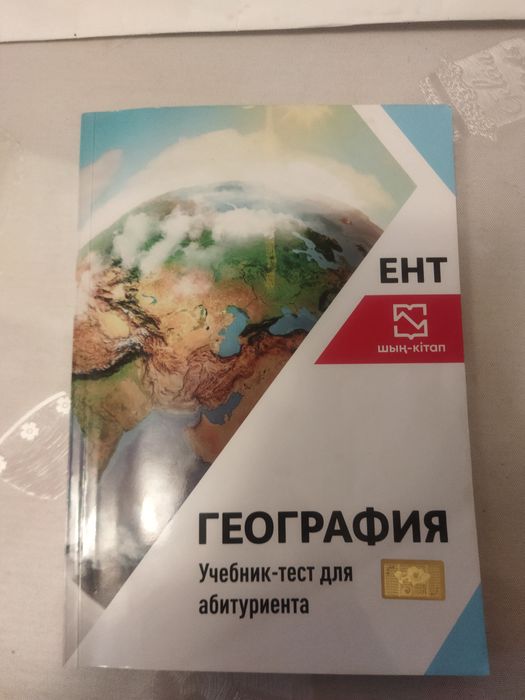 ЕНТ
шың-кітап
ГЕОГРАФИЯ
Учебник-тест для
абитуриента